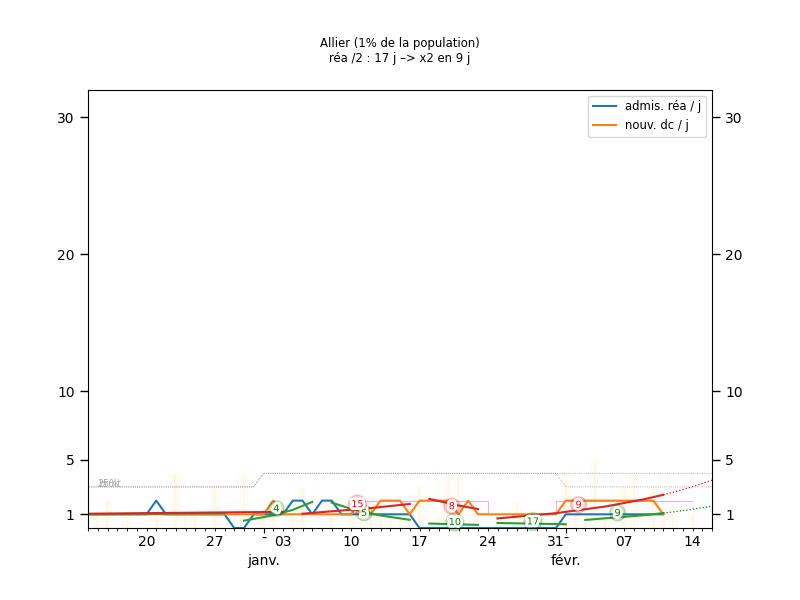 Allier (1% de la population)
réa /2 : 17 j –> x2 en 9 j
admis. réa / j
nouv. dc / j
30 30
20 20
10 10
5 5
1 1
4 15 5 8 10 17 9 9
20 27 03 10 17 24 31 07 14
janv. févr.